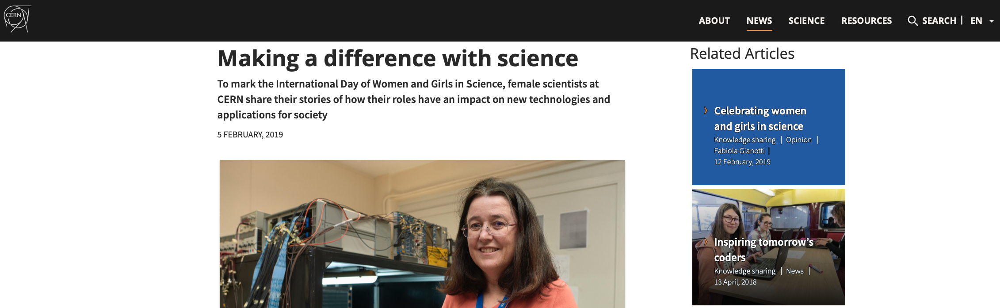 CERN
ABOUT NEWS SCIENCE RESOURCES SEARCH | EN
Making a difference with science
To mark the International Day of Women and Girls in Science, female scientists at
CERN share their stories of how their roles have an impact on new technologies and
applications for society
5 FEBRUARY, 2019
Related Articles
Celebrating women
and girls in science
Knowledge sharing | Opinion |
Fabiola Gianotti |
12 February, 2019
Inspiring tomorrow’s
coders
Knowledge sharing | News |
13 April, 2018